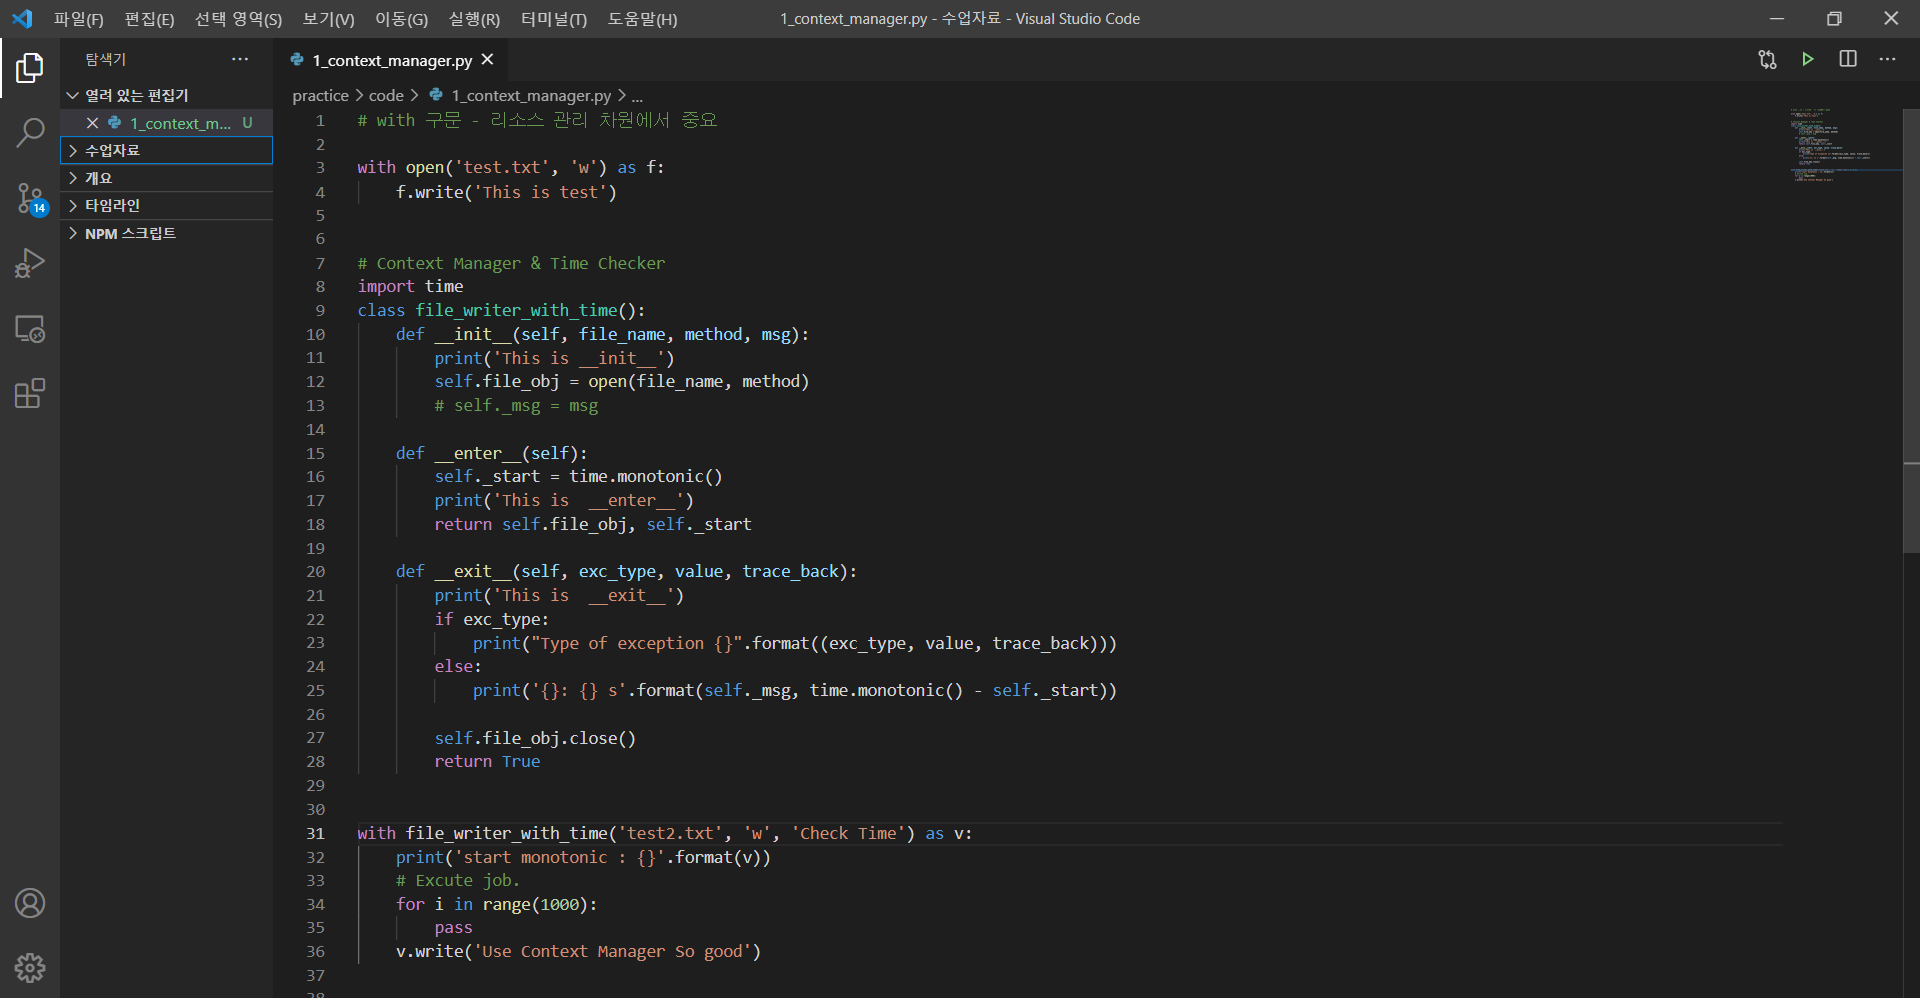 파일(F) 편집(E) 선택 영역(S) 보기(V) 이동(G) 실행(R) 터미널(T) 도움말(H) 1_context_manager.py - 수업자료 - Visual Studio Code
탐색기 ···
열려 있는 편집기
1_context_m... U
수업자료
개요
타임라인
NPM 스크립트
14
1_context_manager.py
practice > code > 1_context_manager.py > ...
1 # with 구문 - 리소스 관리 차원에서 중요
2
3 with open('test.txt', 'w') as f:
4     f.write('This is test')
5
6
7 # Context Manager & Time Checker
8 import time
9 class file_writer_with_time():
10     def __init__(self, file_name, method, msg):
11         print('This is __init__')
12         self.file_obj = open(file_name, method)
13         # self._msg = msg
14
15     def __enter__(self):
16         self._start = time.monotonic()
17         print('This is  __enter__')
18         return self.file_obj, self._start
19
20     def __exit__(self, exc_type, value, trace_back):
21         print('This is  __exit__')
22         if exc_type:
23             print("Type of exception {}".format((exc_type, value, trace_back)))
24         else:
25             print('{}: {} s'.format(self._msg, time.monotonic() - self._start))
26
27         self.file_obj.close()
28         return True
29
30
31 with file_writer_with_time('test2.txt', 'w', 'Check Time') as v:
32     print('start monotonic : {}'.format(v))
33     # Excute job.
34     for i in range(1000):
35         pass
36     v.write('Use Context Manager So good')
37
38